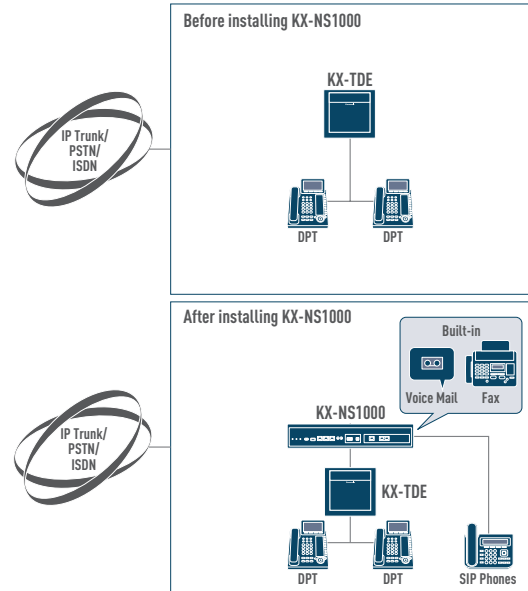 Before installing KX-NS1000
KX-TDE
IP Trunk/
PSTN/
ISDN
DPT
DPT
After installing KX-NS1000
Built-in
Voice Mail
Fax
KX-NS1000
IP Trunk/
PSTN/
ISDN
KX-TDE
DPT
DPT
SIP Phones